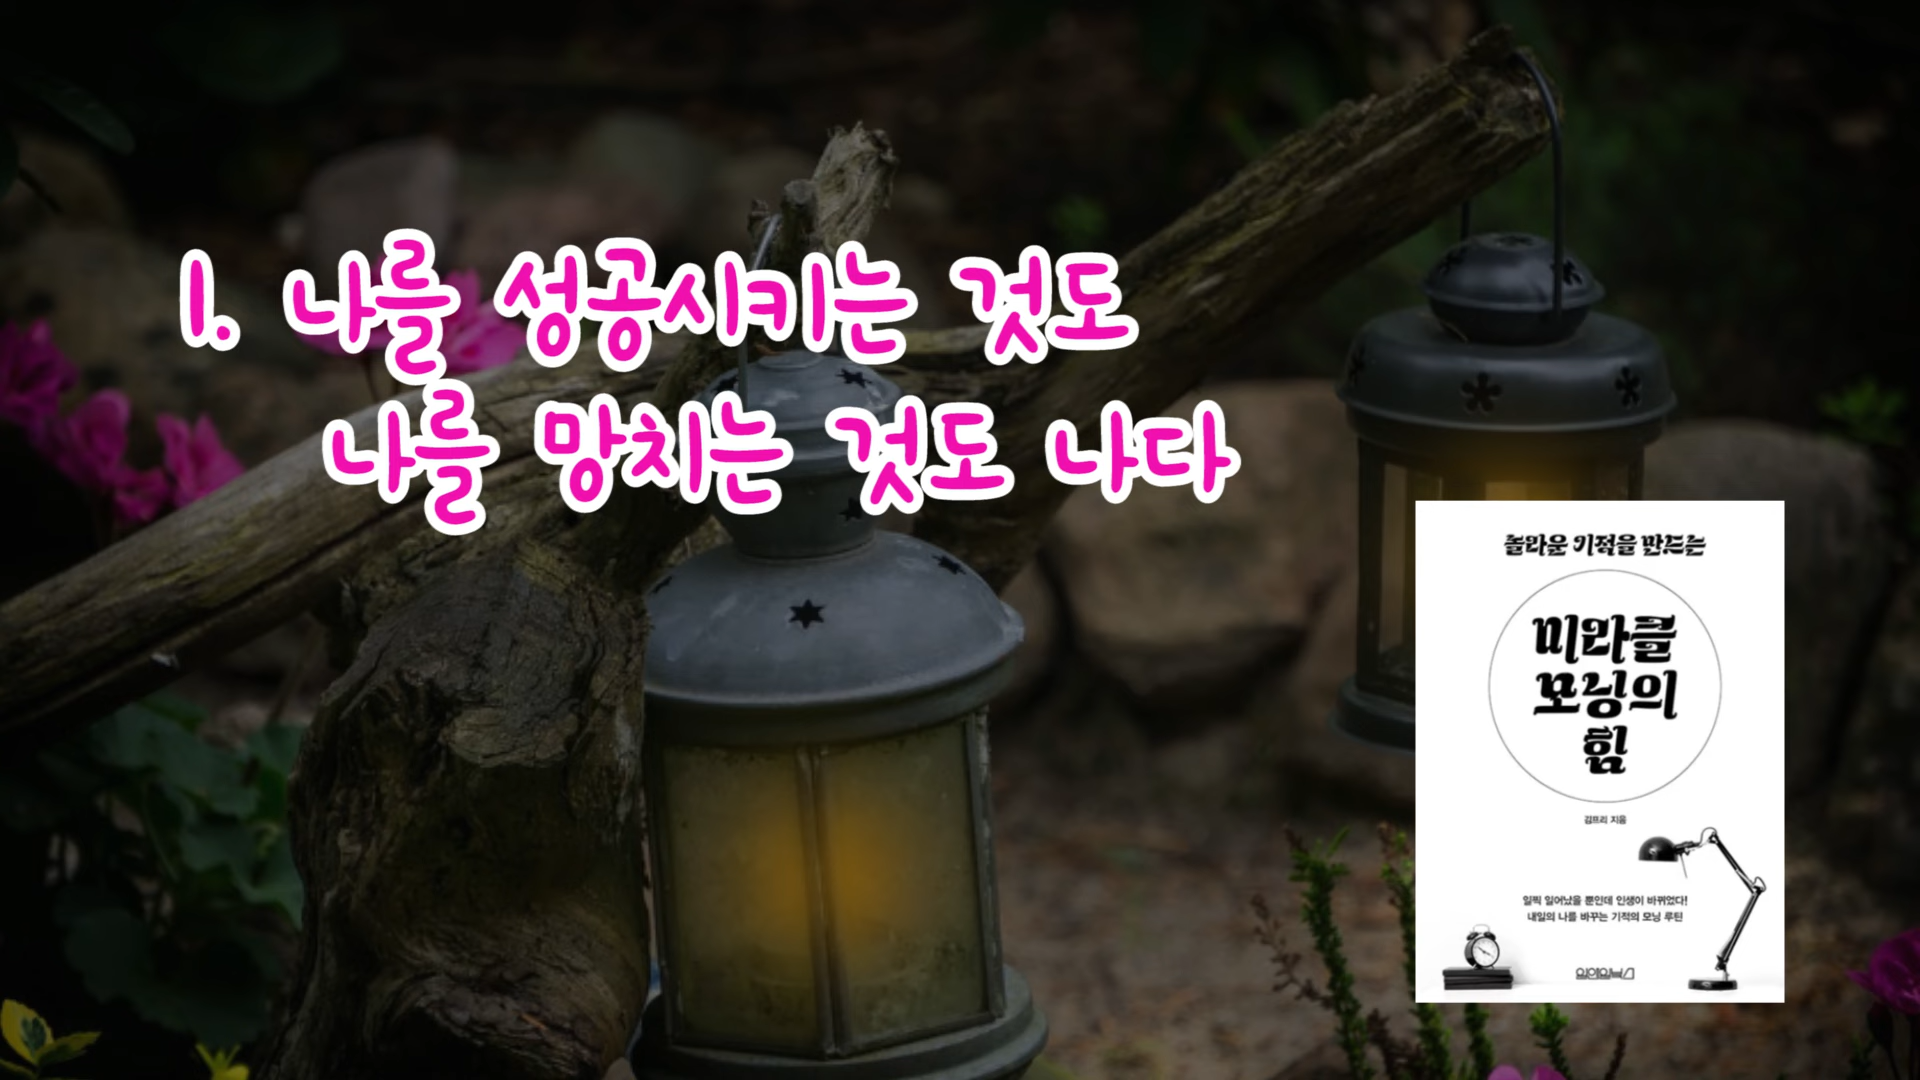 1. 나를 성공시키는 것도
나를 망치는 것도 나다
놀라운 기적을 만드는
미라클
모닝의
힘
김프리 지음
일찍 일어났을 뿐인데 인생이 바뀌었다!
내일의 나를 바꾸는 기적의 모닝 루틴